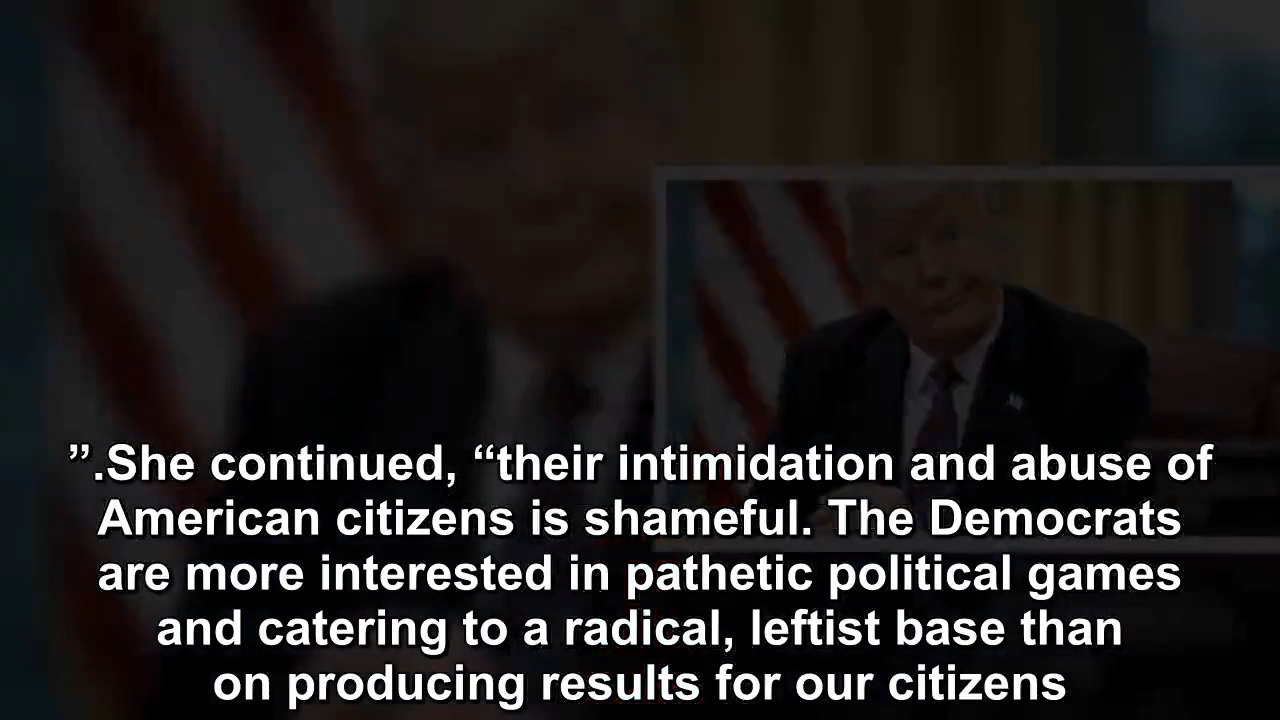 ”.She continued, “their intimidation and abuse of
American citizens is shameful. The Democrats
are more interested in pathetic political games
and catering to a radical, leftist base than
on producing results for our citizens